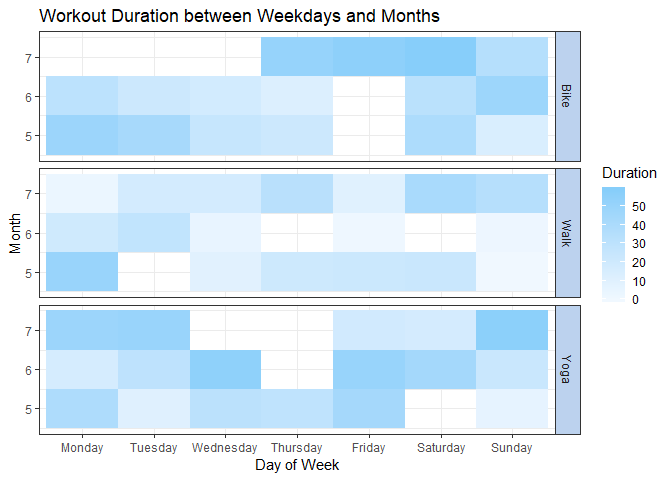 Workout Duration between Weekdays and Months
7
6
5
Bike
7
6
5
Walk
7
6
5
Yoga
Month
Monday Tuesday Wednesday Thursday Friday Saturday Sunday
Day of Week
Duration
50
40
30
20
10
0